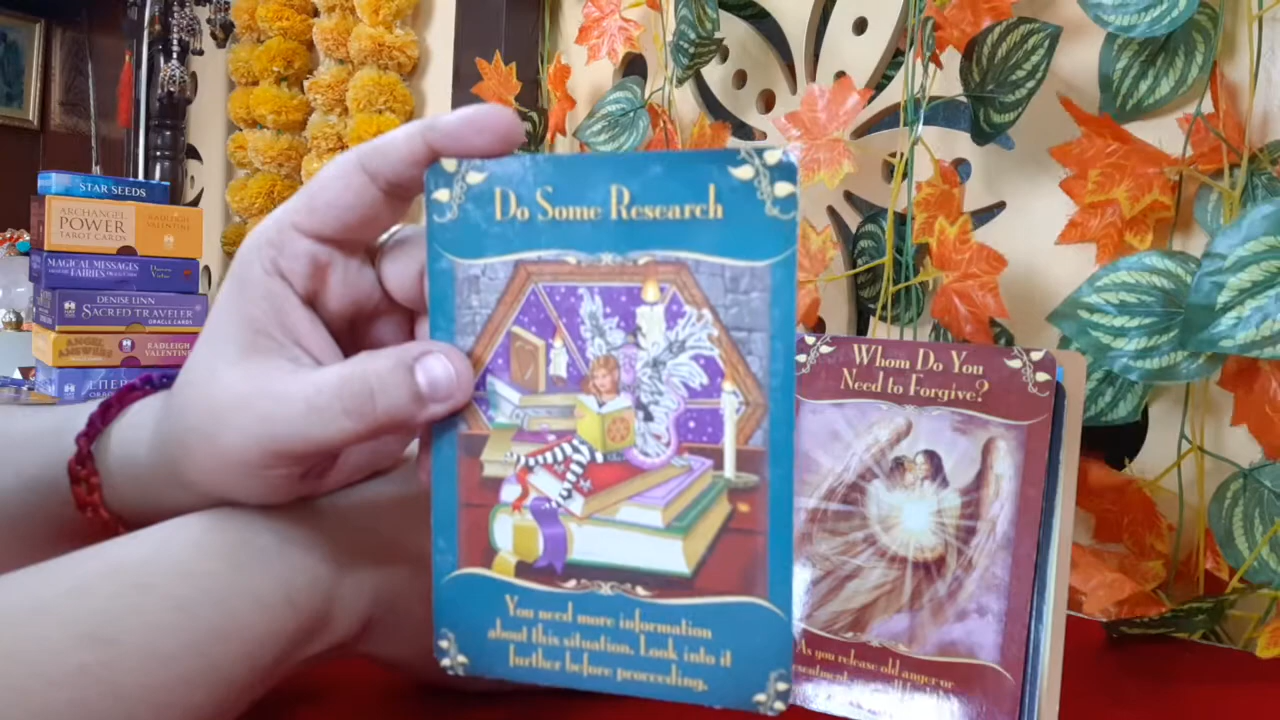 STAR SEEDS
ARCHANGEL
POWER
TAROT CARDS
RADLEIGH
VALENTINE
MAGICAL MESSAGES
FAIRIES
DENISE LINN
SACRED TRAVELER
ORACLE CARDS
ANGEL
ANSWERS
RADLEIGH
VALENTINE
Do Some Research
You need more information
about this situation. Look into it
further before proceeding.
Whom Do You
Need to Forgive?
As you release old anger or